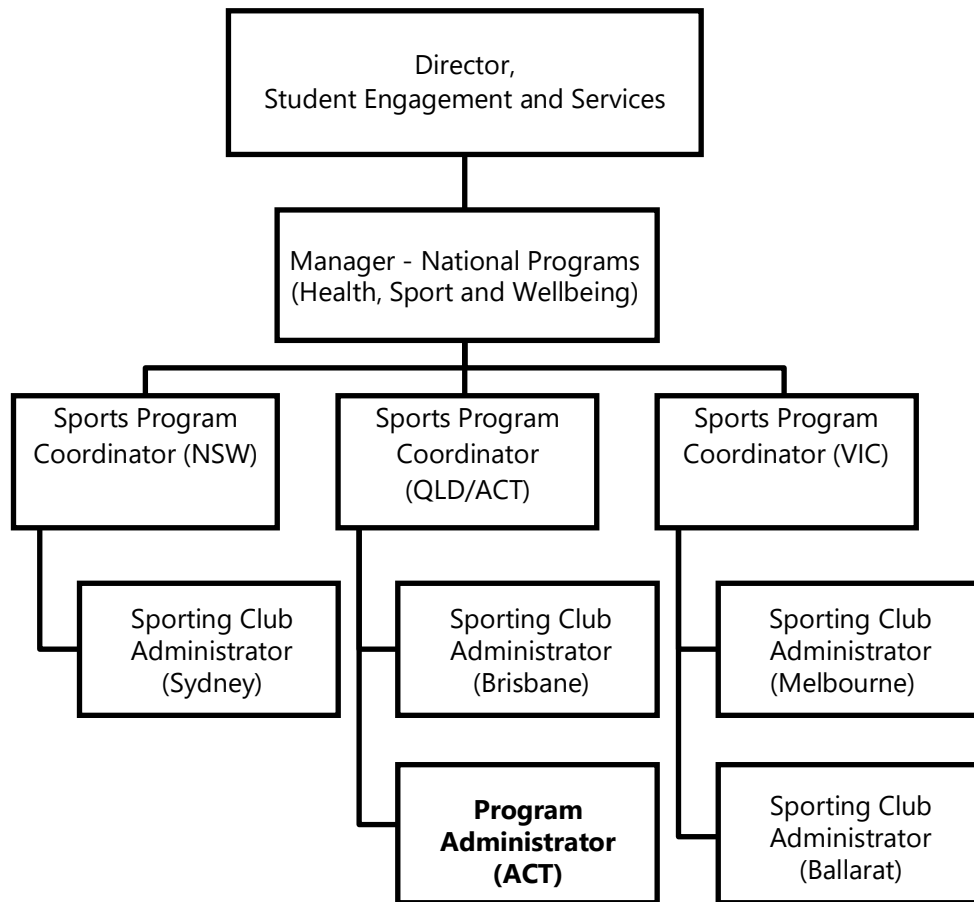 Director,
Student Engagement and Services
Manager - National Programs
(Health, Sport and Wellbeing)
Sports Program
Coordinator (NSW)
Sports Program
Coordinator
(QLD/ACT)
Sports Program
Coordinator (VIC)
Sporting Club
Administrator
(Sydney)
Sporting Club
Administrator
(Brisbane)
Sporting Club
Administrator
(Melbourne)
Program
Administrator
(ACT)
Sporting Club
Administrator
(Ballarat)